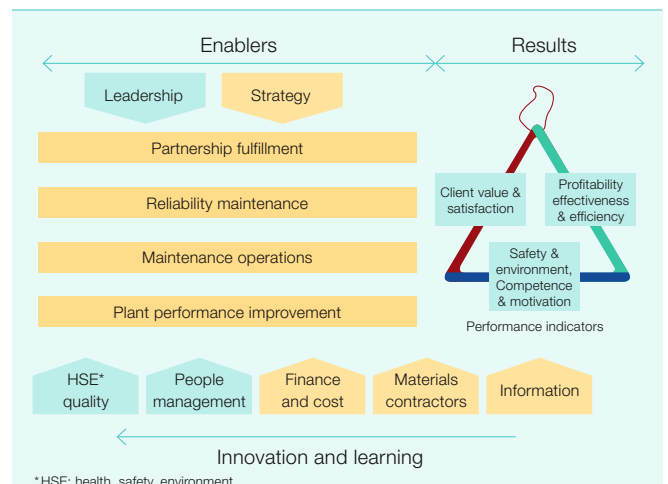 Enablers
Results
Leadership
Strategy
Partnership fulfillment
Reliability maintenance
Maintenance operations
Plant performance improvement
Client value &
satisfaction
Profitability
effectiveness
& efficiency
Safety &
environment,
Competence
& motivation
Performance indicators
HSE*
quality
People
management
Finance
and cost
Materials
contractors
Information
Innovation and learning
*HSE: health, safety, environment